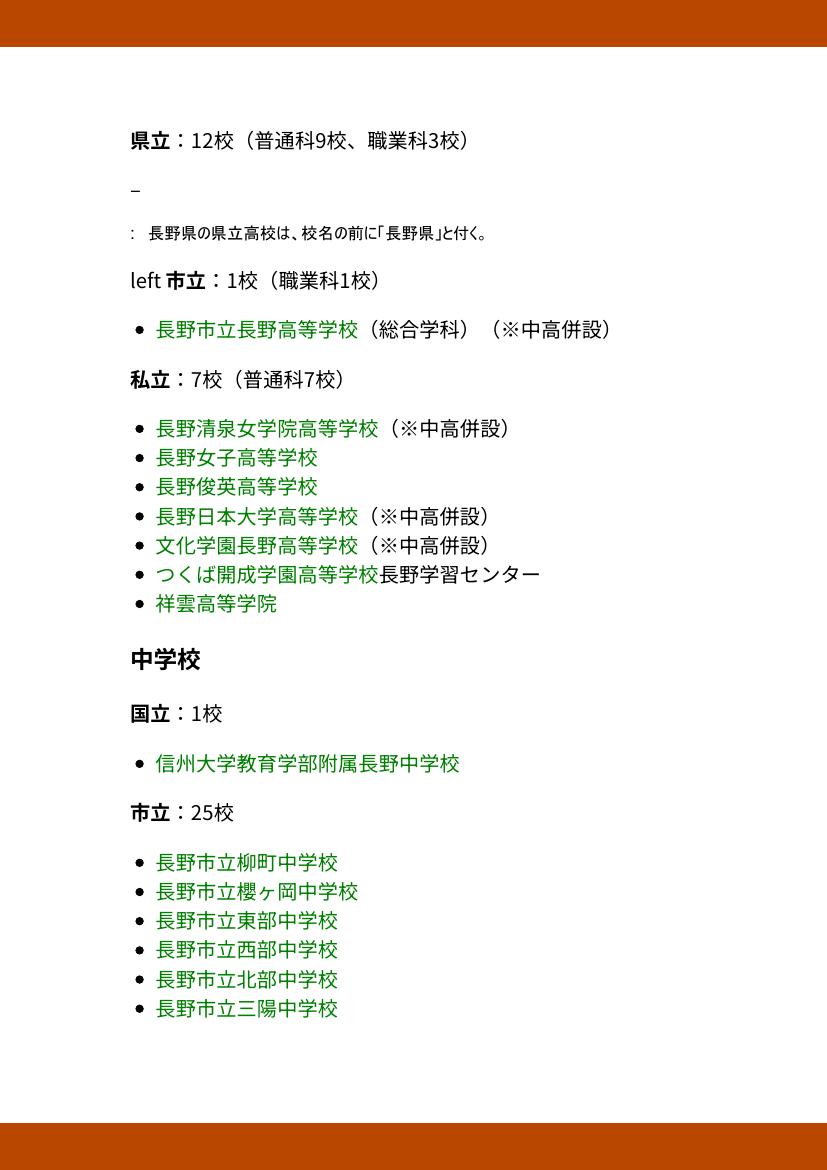 県立：12校（普通科9校、職業科3校）
–
: 長野県の県立高校は、校名の前に「長野県」と付く。
left 市立：1校（職業科1校）
• 長野市立長野高等学校（総合学科）（※中高併設）
私立：7校（普通科7校）
• 長野清泉女学院高等学校（※中高併設）
• 長野女子高等学校
• 長野俊英高等学校
• 長野日本大学高等学校（※中高併設）
• 文化学園長野高等学校（※中高併設）
• つくば開成学園高等学校長野学習センター
• 祥雲高等学院
中学校
国立：1校
• 信州大学教育学部附属長野中学校
市立：25校
• 長野市立柳町中学校
• 長野市立櫻ヶ岡中学校
• 長野市立東部中学校
• 長野市立西部中学校
• 長野市立北部中学校
• 長野市立三陽中学校